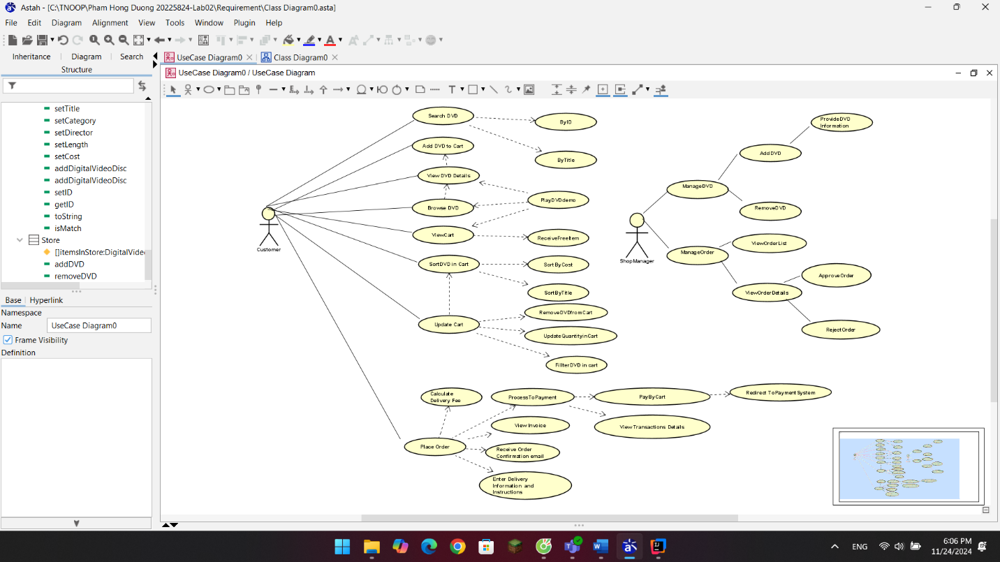 Astah - [C:\TNOOP\Pham Hong Duong 20225824-Lab02\Requirement\Class Diagram0.asta]
File Edit Diagram Alignment View Tools Window Plugin Help
Inheritance Diagram Search
Structure
UseCase Diagram0
Class Diagram0
UseCase Diagram0 / UseCase Diagram
setTitle
setCategory
setDirector
setLength
setCost
addDigitalVideoDisc
addDigitalVideoDisc
setID
getID
toString
isMatch
Store
[]itemsInStore:DigitalVide
addDVD
removeDVD
Base Hyperlink
Namespace
Name UseCase Diagram0
Frame Visibility
Definition
Customer
Search DVD
Add DVD to Cart
View DVD Details
Browse DVD
ViewCart
SortDVD in Cart
Update Cart
Place Order
ByID
ByTitle
PlayDVDdemo
ReceiveFreeItem
SortByCost
SortByTitle
RemoveDVDfromCart
UpdateQuantityinCart
FillterDVD in cart
Calculate
Delivery Fee
ProcessToPayment
View Invoice
Receive Order
Confirmation email
Enter Delivery
Information and
Instructions
PayByCart
View Transactions Details
Redirect ToPayment System
ShopManager
ManageDVD
ManageOrder
AddDVD
ProvideDVD
Information
RemoveDVD
ViewOrderList
ViewOrderDetails
ApproveOrder
RejectOrder
ENG
6:06 PM
11/24/2024